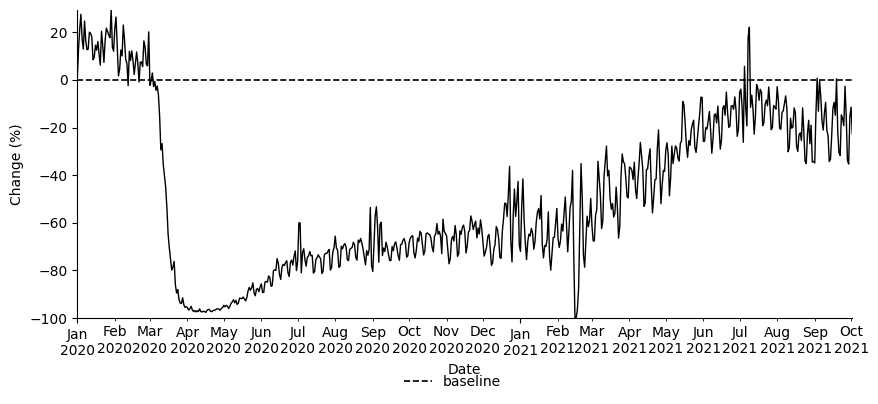 20
0
−20
−40
−60
−80
−100
Change (%)
Jan Feb Mar Apr May Jun Jul Aug Sep Oct Nov Dec Jan Feb Mar Apr May Jun Jul Aug Sep Oct
2020 2020 2020 2020 2020 2020 2020 2020 2020 2020 2020 2020 2021 2021 2021 2021 2021 2021 2021 2021 2021 2021
Date
baseline